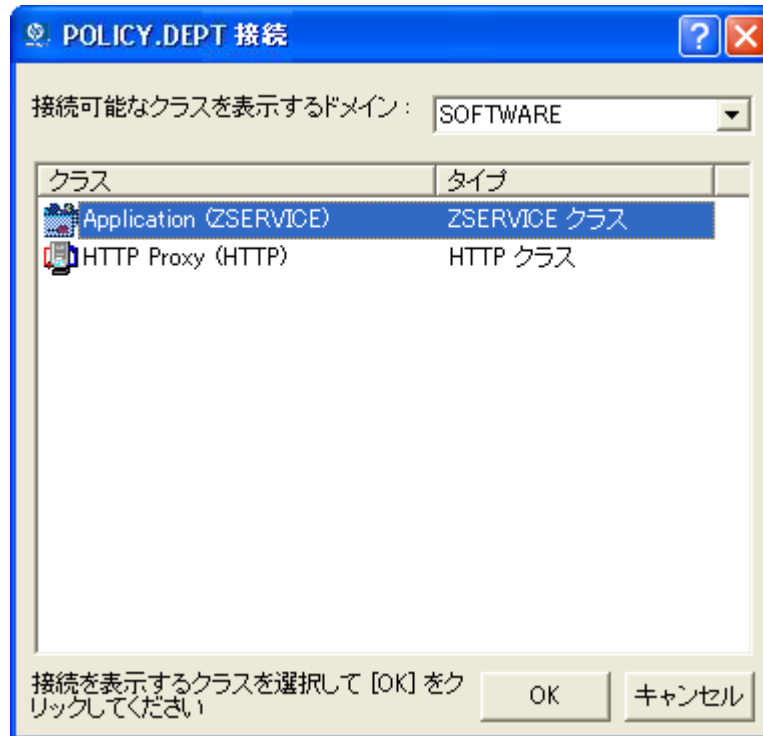 POLICY.DEPT 接続
接続可能なクラスを表示するドメイン： SOFTWARE
クラス タイプ
Application (ZSERVICE) ZSERVICE クラス
HTTP Proxy (HTTP) HTTP クラス
接続を表示するクラスを選択して [OK] をク
リックしてください
OK キャンセル